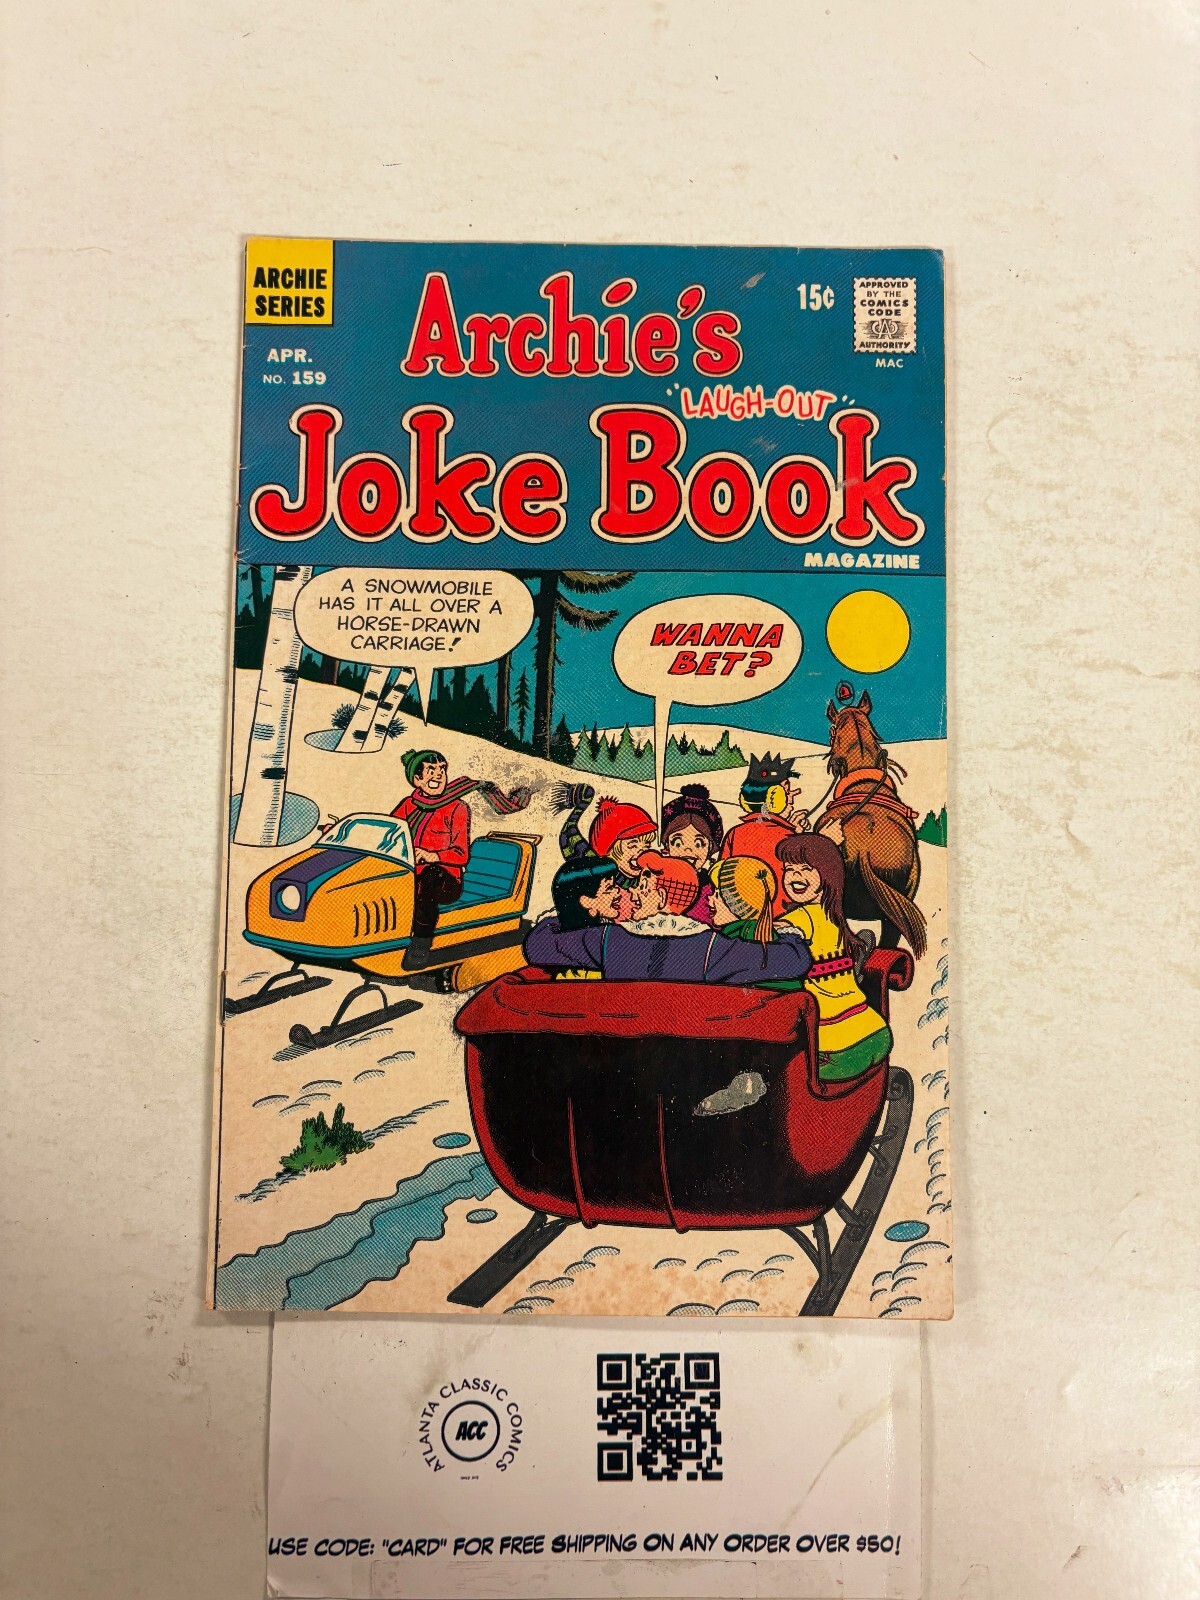 ARCHIE
SERIES
APR.
NO. 159
Archie's
15¢
APPROVED
BY THE
COMICS
CODE
CA
AUTHORITY
MAC
"LAUGH-OUT"
Joke Book
MAGAZINE
A SNOWMOBILE
HAS IT ALL OVER A
HORSE-DRAWN
CARRIAGE!
WANNA
BET?
ATLANTA CLASSIC COMICS
ACC
USE CODE: "CARD" FOR FREE SHIPPING ON ANY ORDER OVER $50!